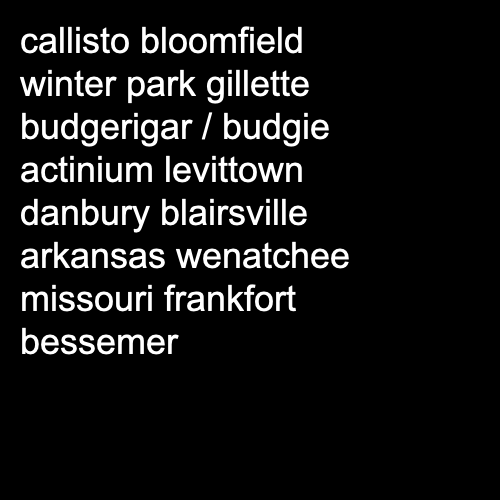 callisto bloomfield
winter park gillette
budgerigar / budgie
actinium levittown
danbury blairsville
arkansas wenatchee
missouri frankfort
bessemer